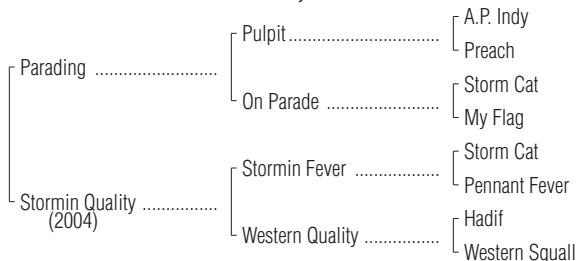 A.P. Indy
Pulpit
Preach
Parading
Storm Cat
On Parade
My Flag
Storm Cat
Stormin Fever
Pennant Fever
Stormin Quality
(2004)
Hadif
Western Quality
Western Squall